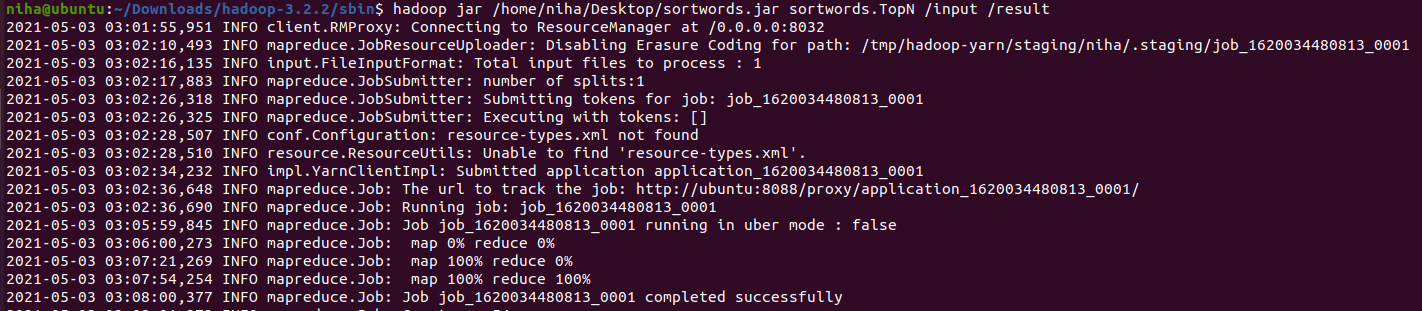 niha@ubuntu:~/Downloads/hadoop-3.2.2/sbin$ hadoop jar /home/niha/Desktop/sortwords.jar sortwords.TopN /input /result
2021-05-03 03:01:55,951 INFO client.RMProxy: Connecting to ResourceManager at /0.0.0.0:8032
2021-05-03 03:02:10,493 INFO mapreduce.JobResourceUploader: Disabling Erasure Coding for path: /tmp/hadoop-yarn/staging/niha/.staging/job_1620034480813_0001
2021-05-03 03:02:16,135 INFO input.FileInputFormat: Total input files to process : 1
2021-05-03 03:02:17,883 INFO mapreduce.JobSubmitter: number of splits:1
2021-05-03 03:02:26,318 INFO mapreduce.JobSubmitter: Submitting tokens for job: job_1620034480813_0001
2021-05-03 03:02:26,325 INFO mapreduce.JobSubmitter: Executing with tokens: []
2021-05-03 03:02:28,507 INFO conf.Configuration: resource-types.xml not found
2021-05-03 03:02:28,510 INFO resource.ResourceUtils: Unable to find 'resource-types.xml'.
2021-05-03 03:02:34,232 INFO impl.YarnClientImpl: Submitted application application_1620034480813_0001
2021-05-03 03:02:36,648 INFO mapreduce.Job: The url to track the job: http://ubuntu:8088/proxy/application_1620034480813_0001/
2021-05-03 03:02:36,690 INFO mapreduce.Job: Running job: job_1620034480813_0001
2021-05-03 03:05:59,845 INFO mapreduce.Job: Job job_1620034480813_0001 running in uber mode : false
2021-05-03 03:06:00,273 INFO mapreduce.Job:  map 0% reduce 0%
2021-05-03 03:07:21,269 INFO mapreduce.Job:  map 100% reduce 0%
2021-05-03 03:07:54,254 INFO mapreduce.Job:  map 100% reduce 100%
2021-05-03 03:08:00,377 INFO mapreduce.Job: Job job_1620034480813_0001 completed successfully